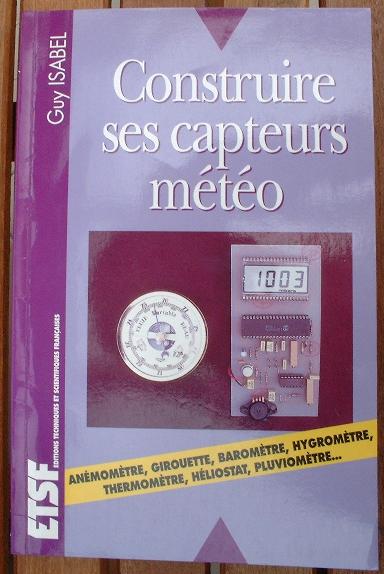 Guy ISABEL
Construire
ses capteurs
météo
1003
Variable
ANÉMOMÈTRE, GIROUETTE, BAROMÈTRE, HYGROMÈTRE,
THERMOMÈTRE, HÉLIOSTAT, PLUVIOMÈTRE...
ETSF
EDITIONS TECHNIQUES ET SCIENTIFIQUES FRANÇAISES